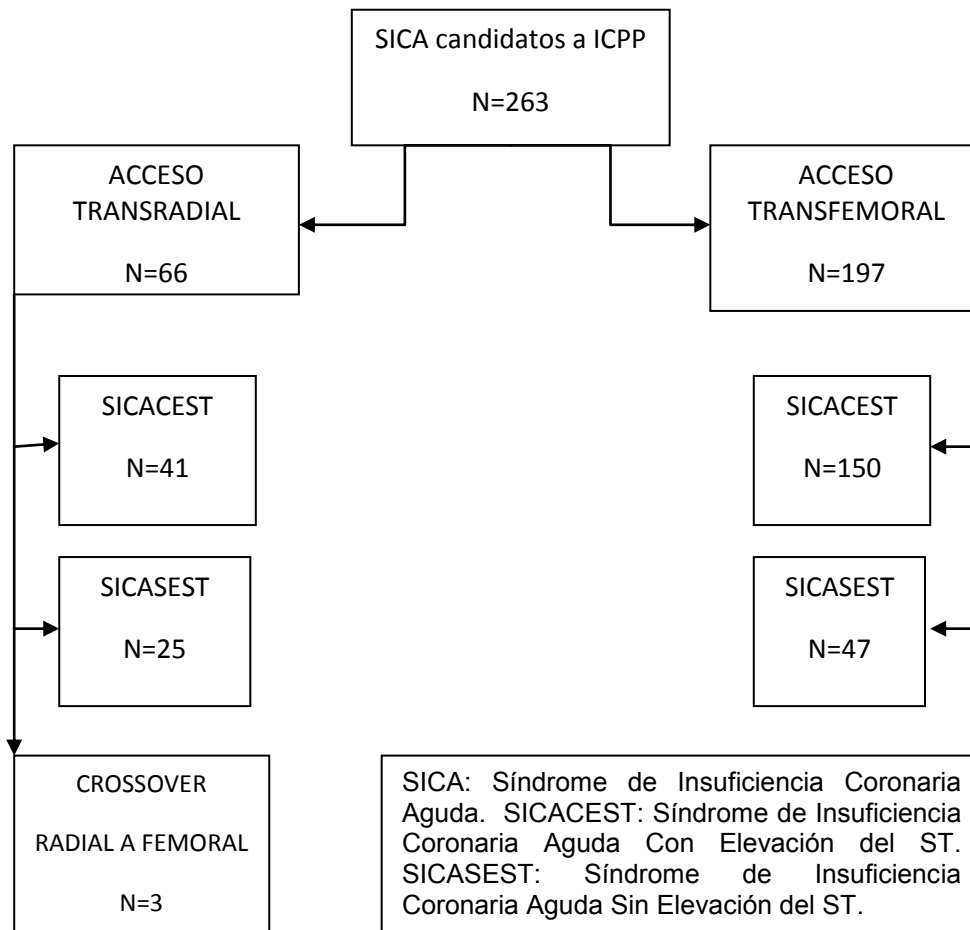 SICA candidatos a ICPP
N=263
ACCESO
TRANSRADIAL
N=66
ACCESO
TRANSFEMORAL
N=197
SICACEST
N=41
SICACEST
N=150
SICASEST
N=25
SICASEST
N=47
CROSSOVER
RADIAL A FEMORAL
N=3
SICA: Síndrome de Insuficiencia Coronaria
Aguda. SICACEST: Síndrome de Insuficiencia
Coronaria Aguda Con Elevación del ST.
SICASEST: Síndrome de Insuficiencia
Coronaria Aguda Sin Elevación del ST.